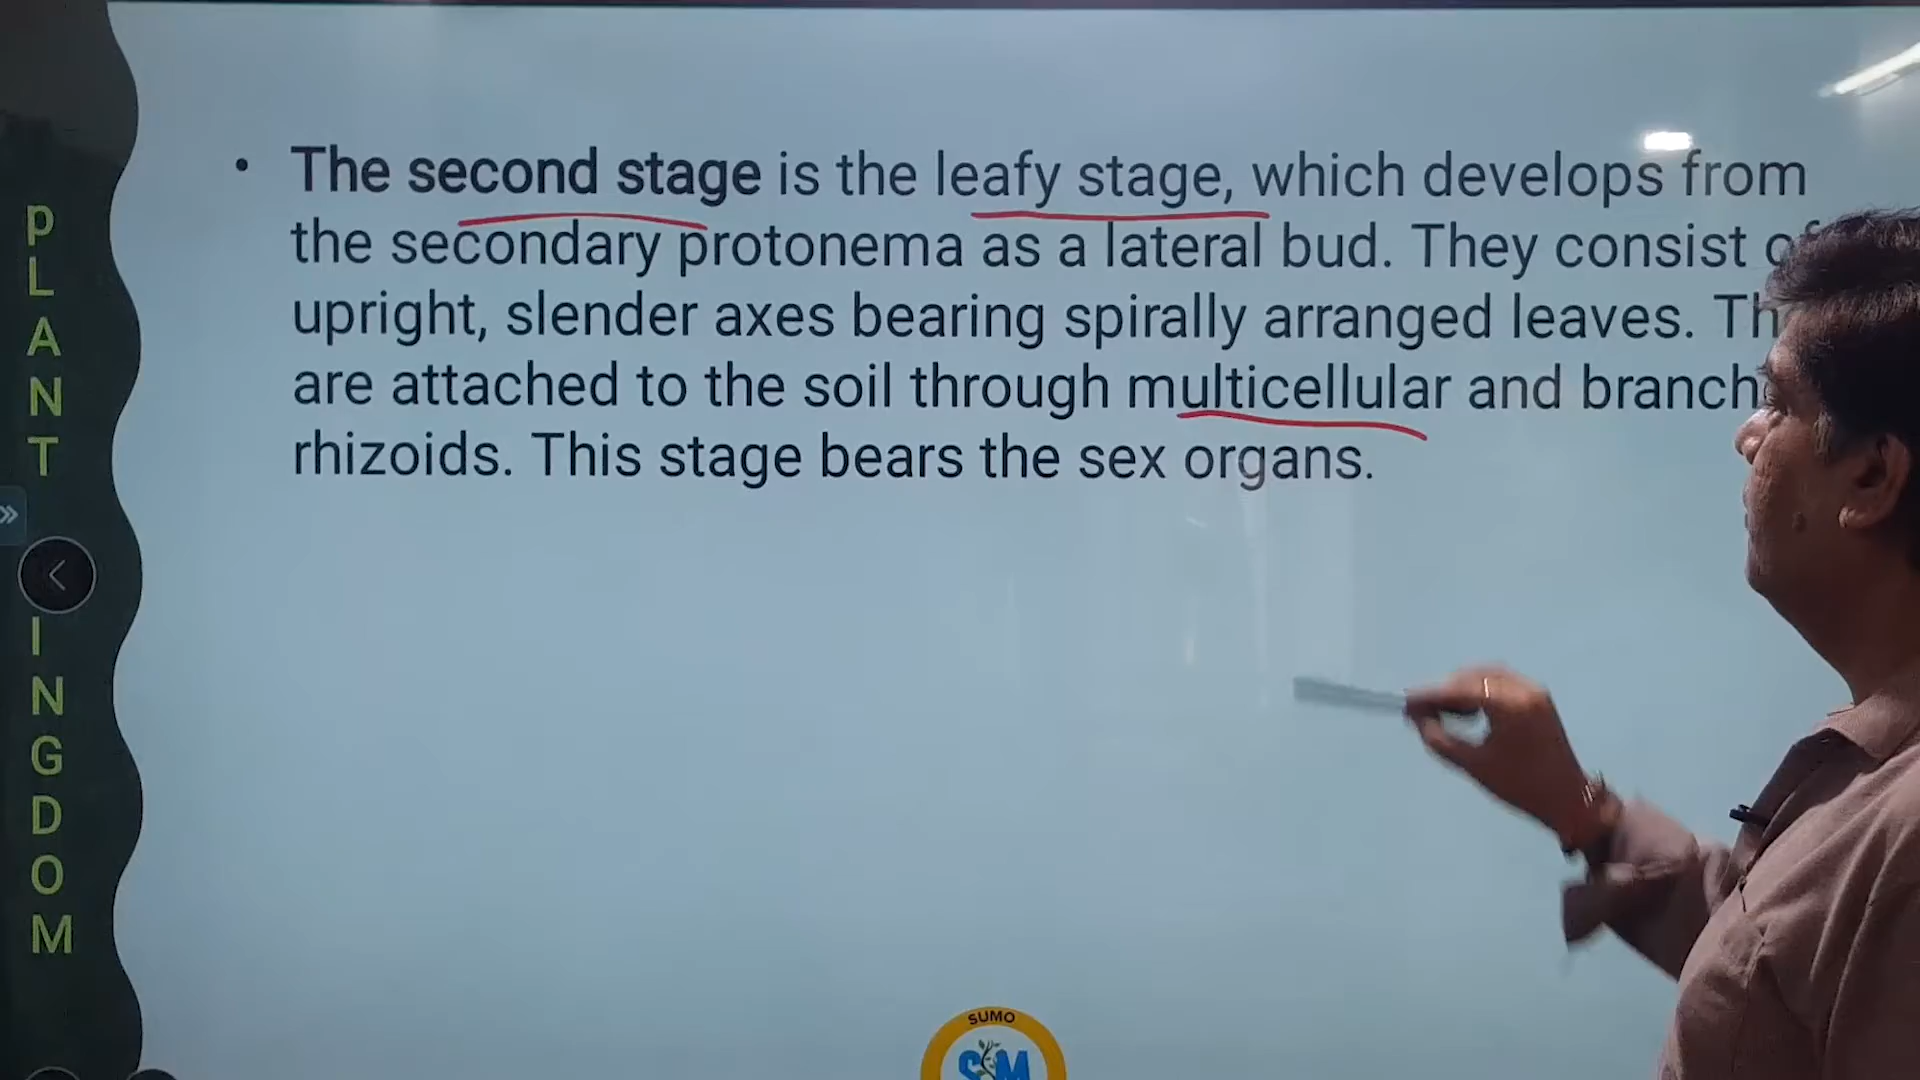 • The second stage is the leafy stage, which develops from
the secondary protonema as a lateral bud. They consist of
upright, slender axes bearing spirally arranged leaves.
are attached to the soil through multicellular and
rhizoids. This stage bears the sex organs.
PLANT
INGDOM
SUMO